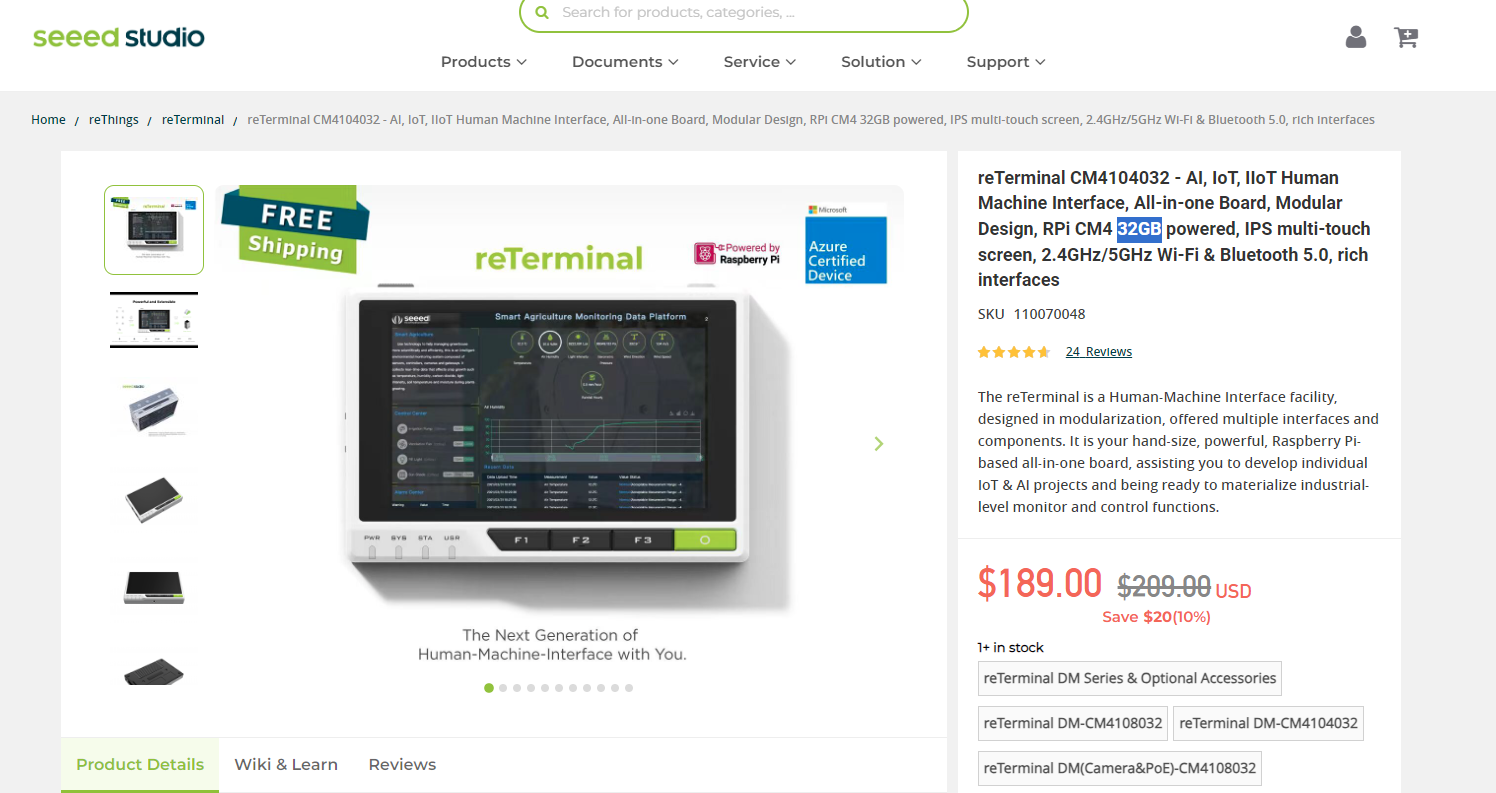 seeed studio
Search for products, categories, ...
Products
Documents
Service
Solution
Support
Home / reThings / reTerminal / reTerminal CM4104032 - AI, IoT, IIoT Human Machine Interface, All-in-one Board, Modular Design, RPi CM4 32GB powered, IPS multi-touch screen, 2.4GHz/5GHz Wi-Fi & Bluetooth 5.0, rich interfaces
FREE
Shipping
reTerminal
Powered by
Raspberry Pi
Microsoft
Azure
Certified
Device
seeed
Smart Agriculture Monitoring Data Platform
Smart Agriculture
Control Center
Air Humidity
PWR SYS STA USR
F1 F2 F3
The Next Generation of
Human-Machine-Interface with You.
Powerful and Extensible
Product Details
Wiki & Learn
Reviews
reTerminal CM4104032 - AI, IoT, IIoT Human
Machine Interface, All-in-one Board, Modular
Design, RPi CM4 32GB powered, IPS multi-touch
screen, 2.4GHz/5GHz Wi-Fi & Bluetooth 5.0, rich
interfaces
SKU 110070048
24 Reviews
The reTerminal is a Human-Machine Interface facility,
designed in modularization, offered multiple interfaces and
components. It is your hand-size, powerful, Raspberry Pi-
based all-in-one board, assisting you to develop individual
IoT & AI projects and being ready to materialize industrial-
level monitor and control functions.
$189.00 $209.00 USD
Save $20(10%)
1+ in stock
reTerminal DM Series & Optional Accessories
reTerminal DM-CM4108032
reTerminal DM-CM4104032
reTerminal DM(Camera&PoE)-CM4108032